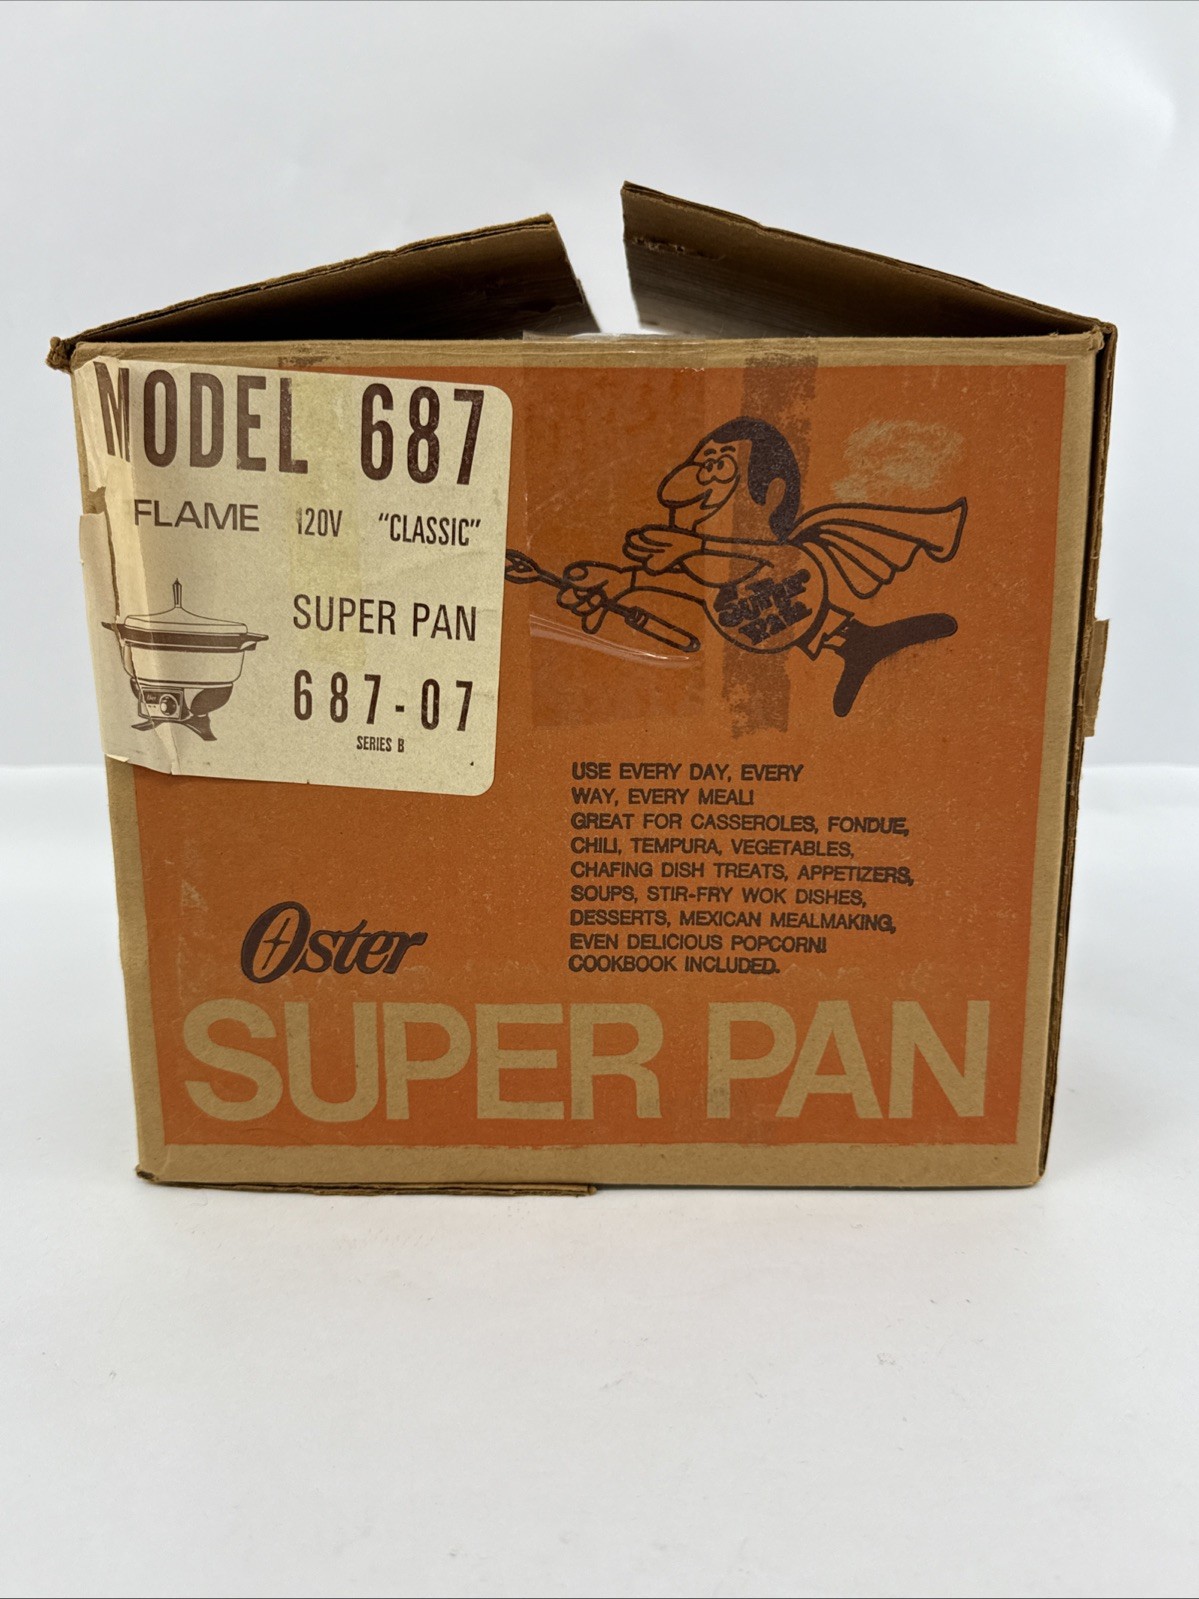 MODEL 687
FLAME 120V "CLASSIC"
SUPER PAN
687-07
SERIES B
SUPER
PAN
USE EVERY DAY, EVERY
WAY, EVERY MEAL!
GREAT FOR CASSEROLES, FONDUE,
CHILI, TEMPURA, VEGETABLES,
CHAFING DISH TREATS, APPETIZERS,
SOUPS, STIR-FRY WOK DISHES,
DESSERTS, MEXICAN MEALMAKING,
EVEN DELICIOUS POPCORN!
COOKBOOK INCLUDED.
Oster
SUPER PAN